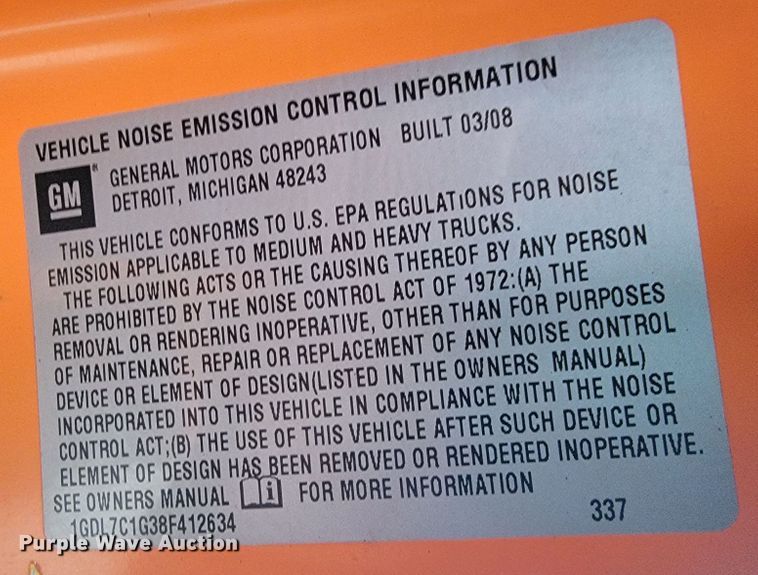 VEHICLE NOISE EMISSION CONTROL INFORMATION
GM® GENERAL MOTORS CORPORATION BUILT 03/08
DETROIT, MICHIGAN 48243
THIS VEHICLE CONFORMS TO U.S. EPA REGULATIONS FOR NOISE
EMISSION APPLICABLE TO MEDIUM AND HEAVY TRUCKS.
THE FOLLOWING ACTS OR THE CAUSING THEREOF BY ANY PERSON
ARE PROHIBITED BY THE NOISE CONTROL ACT OF 1972:(A) THE
REMOVAL OR RENDERING INOPERATIVE, OTHER THAN FOR PURPOSES
OF MAINTENANCE, REPAIR OR REPLACEMENT OF ANY NOISE CONTROL
DEVICE OR ELEMENT OF DESIGN(LISTED IN THE OWNERS MANUAL)
INCORPORATED INTO THIS VEHICLE IN COMPLIANCE WITH THE NOISE
CONTROL ACT;(B) THE USE OF THIS VEHICLE AFTER SUCH DEVICE OR
ELEMENT OF DESIGN HAS BEEN REMOVED OR RENDERED INOPERATIVE.
SEE OWNERS MANUAL i FOR MORE INFORMATION
1GDL7C1G38F412634 337
Purple Wave Auction